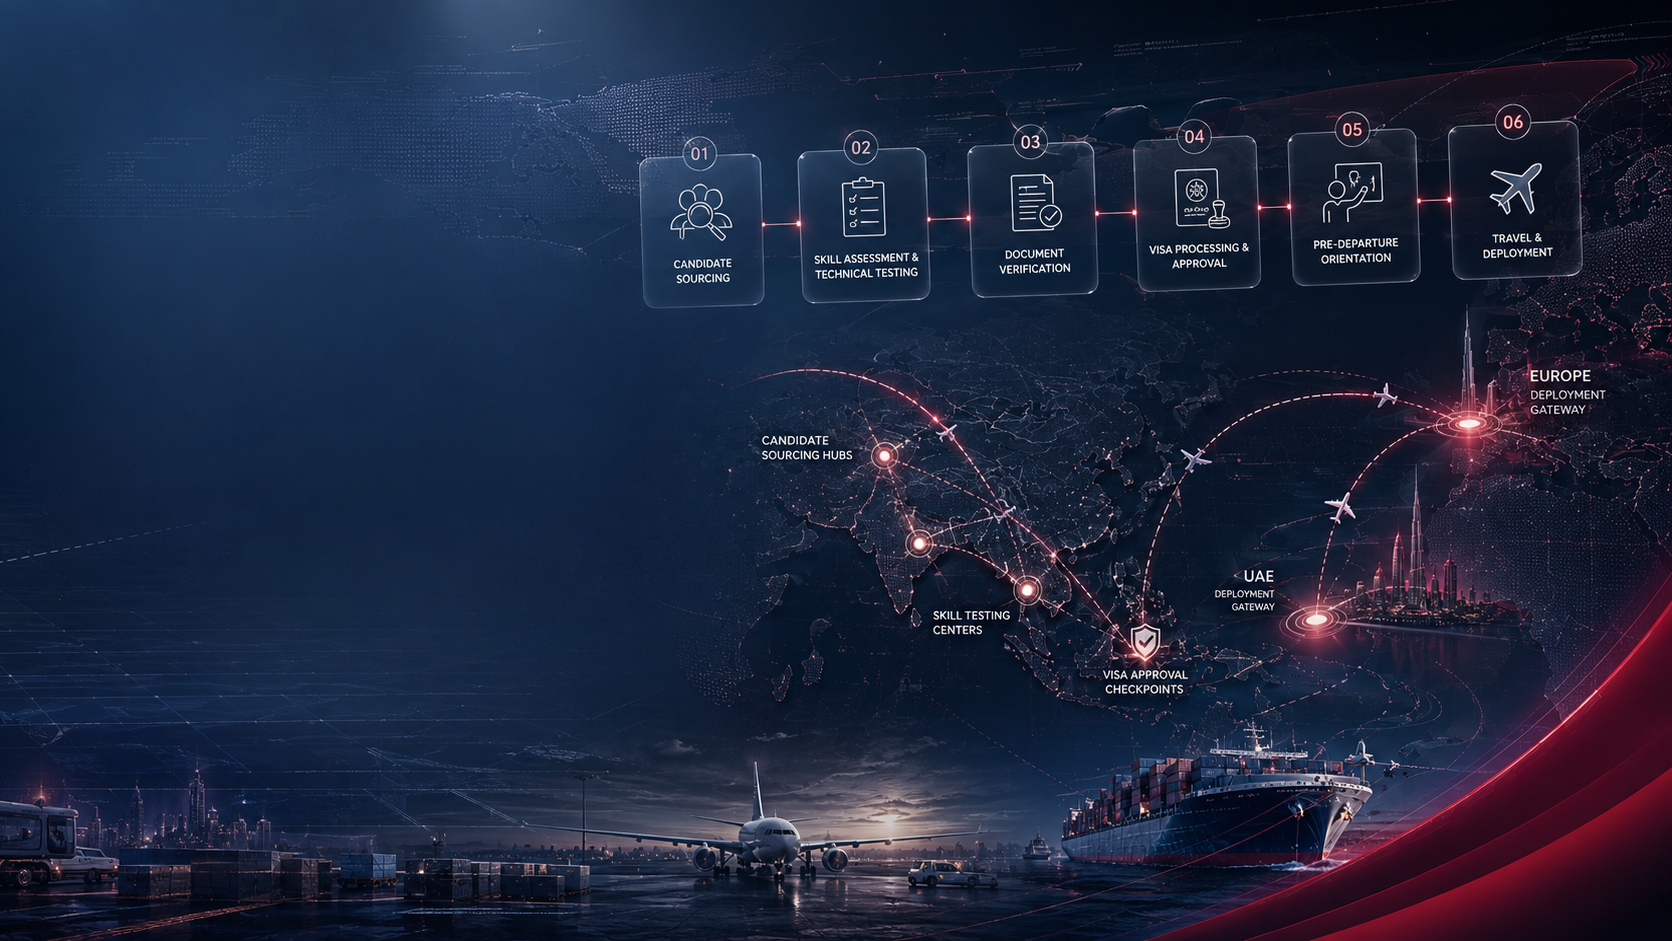 01
CANDIDATE
SOURCING
02
SKILL ASSESSMENT &
TECHNICAL TESTING
03
DOCUMENT
VERIFICATION
04
VISA PROCESSING &
APPROVAL
05
PRE-DEPARTURE
ORIENTATION
06
TRAVEL &
DEPLOYMENT
EUROPE
DEPLOYMENT
GATEWAY
CANDIDATE
SOURCING HUBS
UAE
DEPLOYMENT
GATEWAY
SKILL TESTING
CENTERS
VISA APPROVAL
CHECKPOINTS